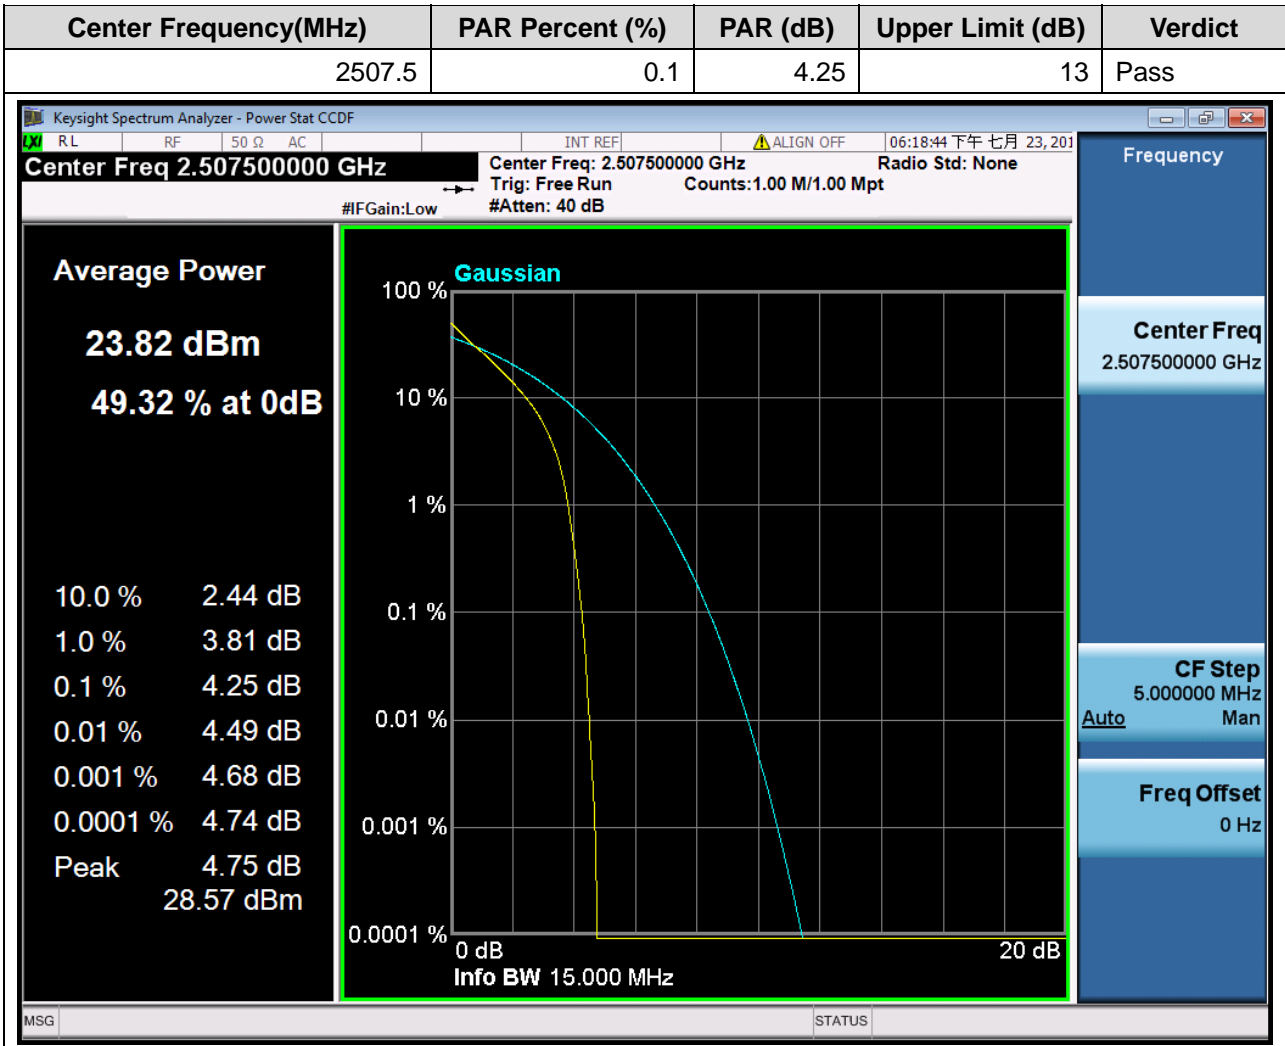 Center Frequency(MHz) PAR Percent (%) PAR (dB) Upper Limit (dB) Verdict
2507.5 0.1 4.25 13 Pass
Keysight Spectrum Analyzer - Power Stat CCDF
LXI RL RF 50 Ω AC INT REF ALIGN OFF 06:18:44 下午 七月 23, 201
Center Freq 2.507500000 GHz
Center Freq: 2.507500000 GHz Radio Std: None
Trig: Free Run Counts:1.00 M/1.00 Mpt
#IFGain:Low #Atten: 40 dB
Average Power
23.82 dBm
49.32 % at 0dB
10.0 % 2.44 dB
1.0 % 3.81 dB
0.1 % 4.25 dB
0.01 % 4.49 dB
0.001 % 4.68 dB
0.0001 % 4.74 dB
Peak 4.75 dB
28.57 dBm
Gaussian
100 %
10 %
1 %
0.1 %
0.01 %
0.001 %
0.0001 %
0 dB 20 dB
Info BW 15.000 MHz
Frequency
Center Freq
2.507500000 GHz
CF Step
5.000000 MHz
Auto Man
Freq Offset
0 Hz
MSG STATUS